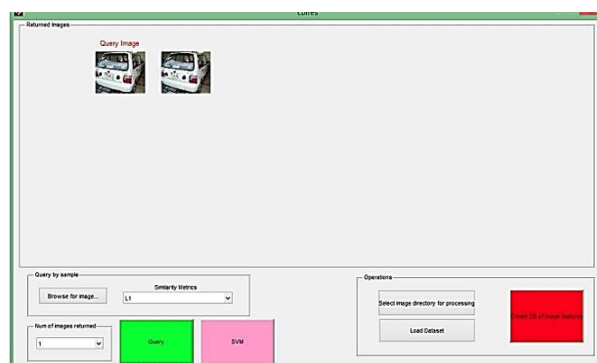 Returned Images
Query Image
Query by sample
Browse for image...
Similarity Metrics
L1
Num of images returned
1
Query
SVM
Operations
Select image directory for processing
Load Dataset
Create DB of image features